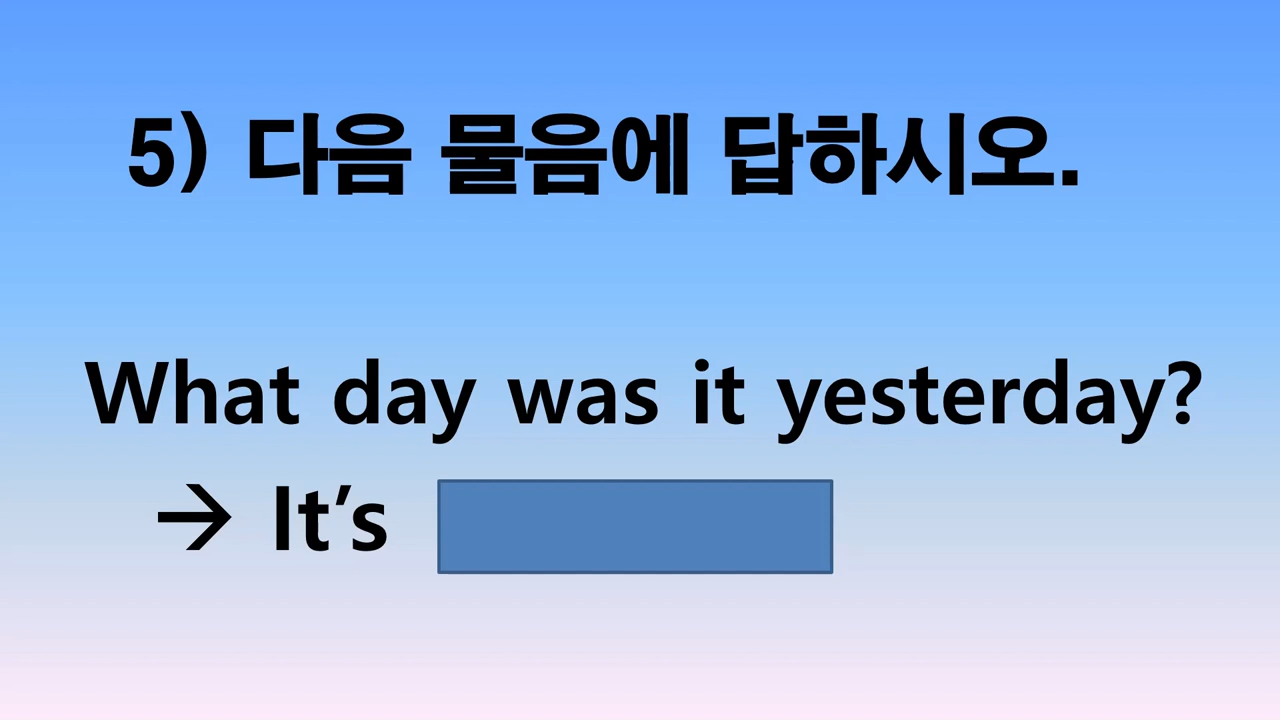 5) 다음 물음에 답하시오.
What day was it yesterday?
→ It’s